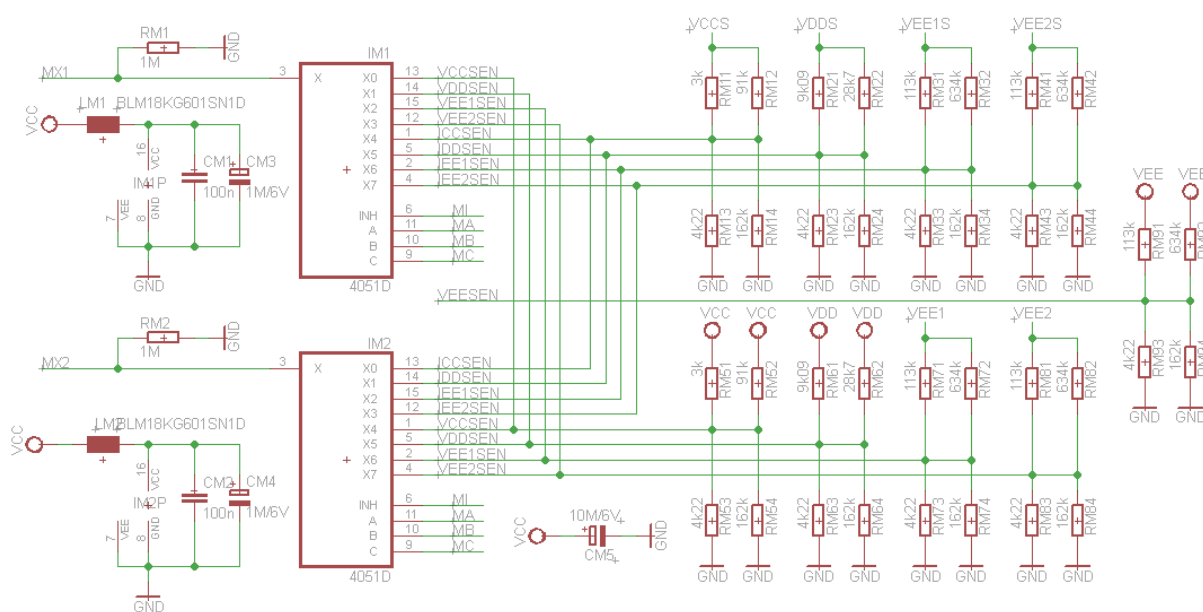 RM1
1M
GND
MX1
LM1
BLM18KG601SN1D
VCC
16
VCC
IM1P
7
VEE
8
GND
CM1
100n
CM3
1M/6V
GND
IM1
3
X
X0
13
VCCSEN
X1
14
VDDSEN
X2
15
VEE1SEN
X3
12
VEE2SEN
X4
1
ICCSEN
X5
5
IDDSEN
X6
2
IEE1SEN
X7
4
IEE2SEN
INH
6
MI
A
11
MA
B
10
MB
C
9
MC
4051D
VEESEN
RM2
1M
GND
MX2
LM2
BLM18KG601SN1D
VCC
16
VCC
IM2P
7
VEE
8
GND
CM2
100n
CM4
1M/6V
GND
IM2
3
X
X0
13
ICCSEN
X1
14
IDDSEN
X2
15
IEE1SEN
X3
12
IEE2SEN
X4
1
VCCSEN
X5
5
VDDSEN
X6
2
VEE1SEN
X7
4
VEE2SEN
INH
6
MI
A
11
MA
B
10
MB
C
9
MC
4051D
VCC
10M/6V
CM5
GND
VCCS
VDDS
VEE1S
VEE2S
3k
RM11
91k
RM12
9k09
RM21
28k7
RM22
113k
RM31
634k
RM32
113k
RM41
634k
RM42
4k22
RM13
162k
RM14
4k22
RM23
162k
RM24
4k22
RM33
162k
RM34
4k22
RM43
162k
RM44
GND
GND
GND
GND
GND
GND
GND
GND
VCC
VCC
VDD
VDD
VEE1
VEE2
3k
RM51
91k
RM52
9k09
RM61
28k7
RM62
113k
RM71
634k
RM72
113k
RM81
634k
RM82
4k22
RM53
162k
RM54
4k22
RM63
162k
RM64
4k22
RM73
162k
RM74
4k22
RM83
162k
RM84
GND
GND
GND
GND
GND
GND
GND
GND
VEE
113k
RM91
634k
4k22
RM93
162k
GND
GND